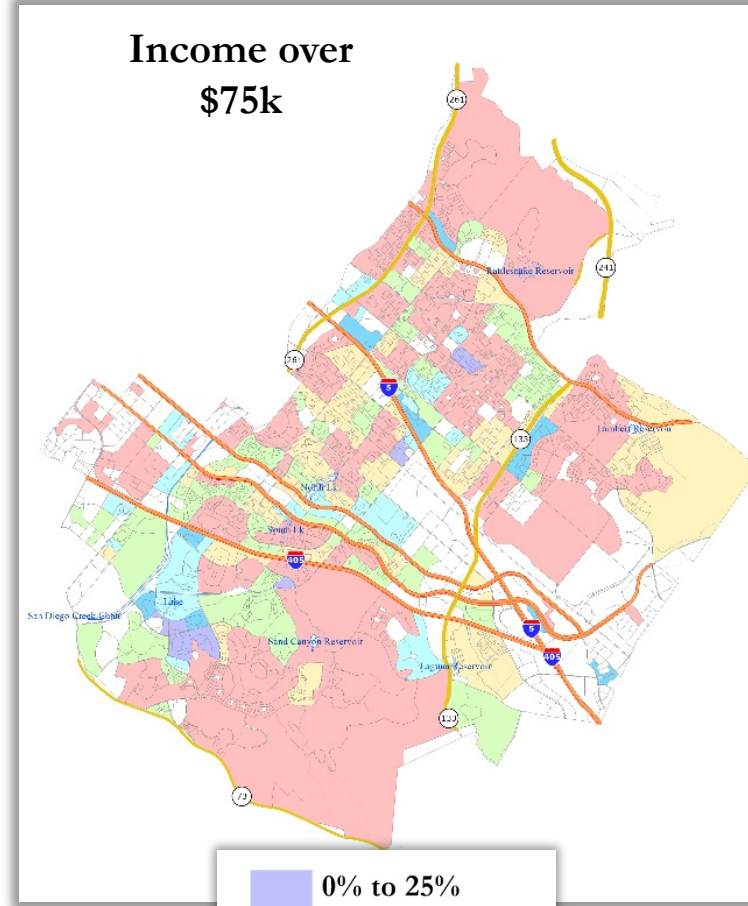 Income over
$75k
261
241
Rattlesnake Reservoir
261
5
133
Lambert Reservoir
North Lk
South Lk
405
Lake
San Diego Creek Chnnl
Sand Canyon Reservoir
5
405
Laguna Reservoir
133
73
0% to 25%